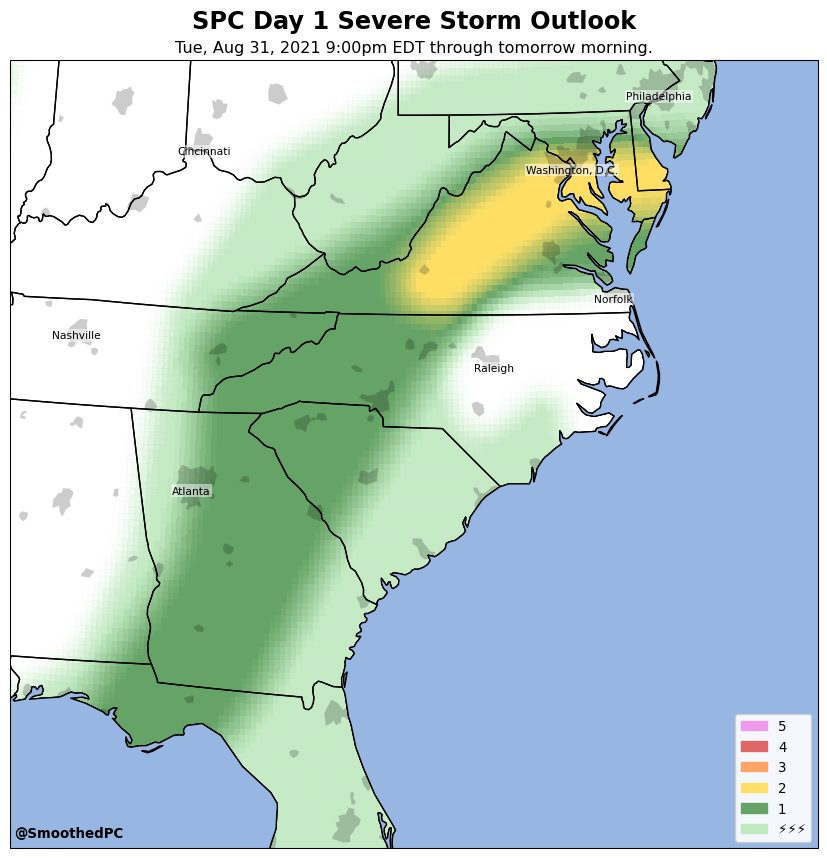 SPC Day 1 Severe Storm Outlook
Tue, Aug 31, 2021 9:00pm EDT through tomorrow morning.
Philadelphia
Cincinnati
Washington, D.C.
Norfolk
Nashville
Raleigh
Atlanta
5
4
3
2
1
⚡⚡⚡
@SmoothedPC